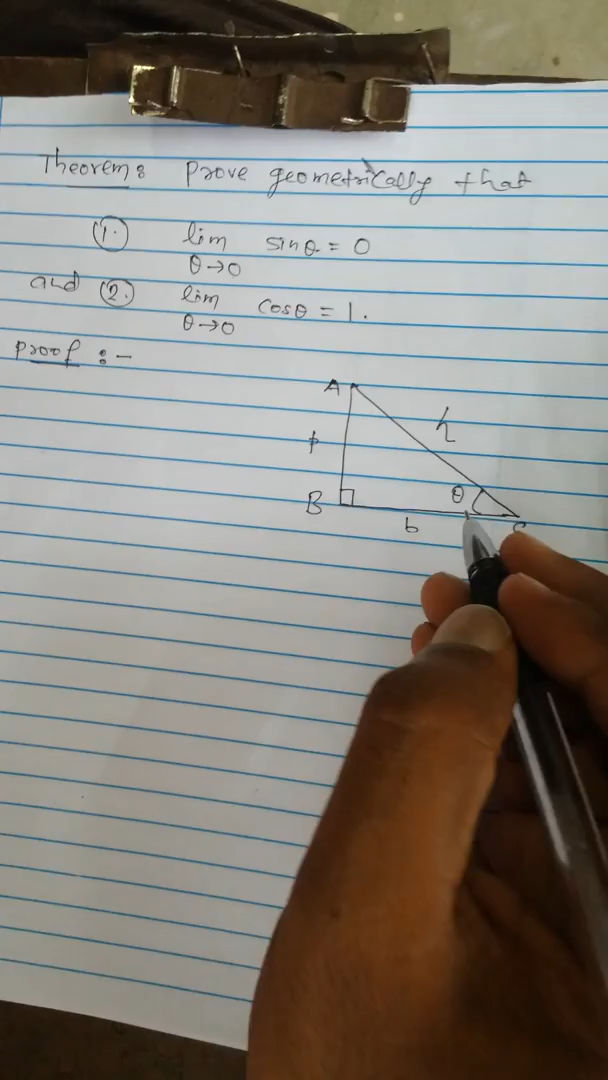 Theorem: Prove geometrically that
(1.) lim sinθ = 0
θ→0
and (2.) lim cosθ = 1.
θ→0
Proof :-
A
h
p
B
θ
b
C